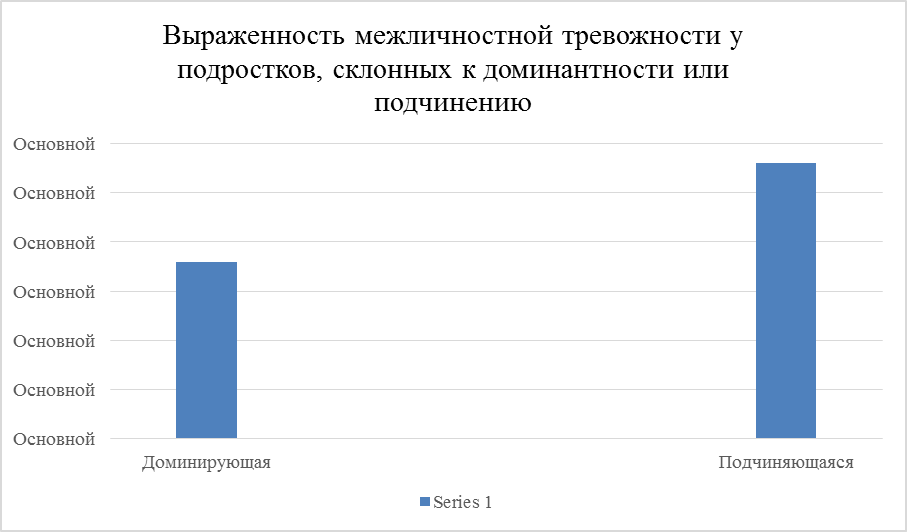 Выраженность межличностной тревожности у
подростков, склонных к доминантности или
подчинению
Основной
Основной
Основной
Основной
Основной
Основной
Основной
Доминирующая
Подчиняющаяся
Series 1